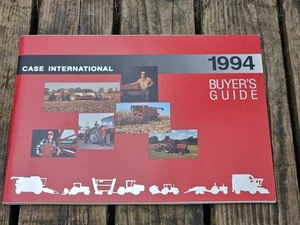 CASE INTERNATIONAL
1994
BUYER'S
GUIDE